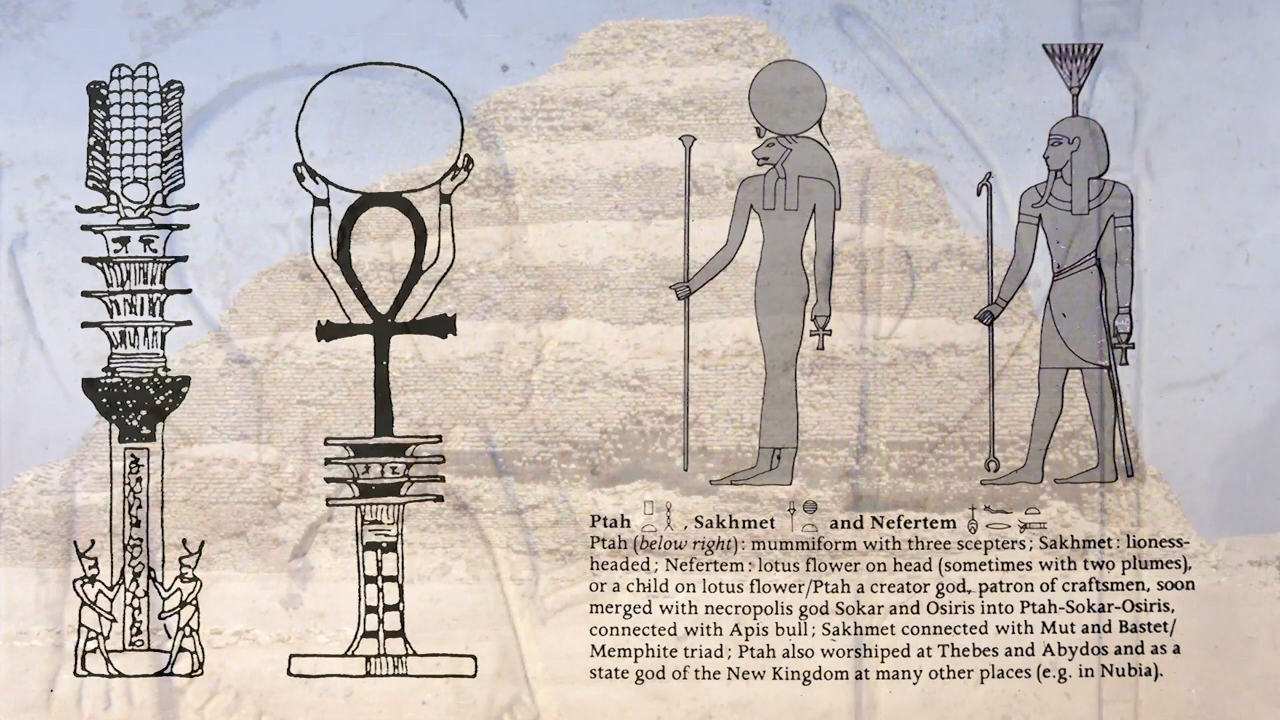 Ptah , Sakhmet and Nefertem
Ptah (below right): mummiform with three scepters; Sakhmet: lioness-
headed; Nefertem: lotus flower on head (sometimes with two plumes),
or a child on lotus flower/Ptah a creator god, patron of craftsmen, soon
merged with necropolis god Sokar and Osiris into Ptah-Sokar-Osiris,
connected with Apis bull; Sakhmet connected with Mut and Bastet/
Memphite triad; Ptah also worshiped at Thebes and Abydos and as a
state god of the New Kingdom at many other places (e.g. in Nubia).